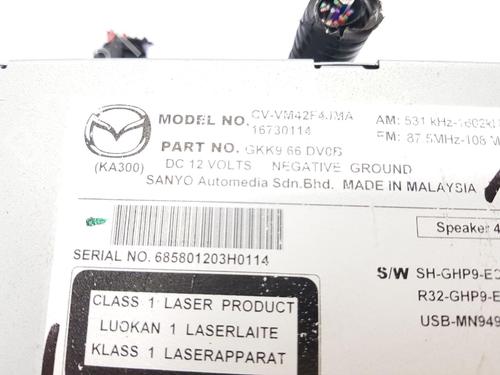 MODEL NO. CV-VM42F4JMA
16730114
PART NO. GKK9 66 DV0B
(KA300)
DC 12 VOLTS NEGATIVE GROUND
SANYO Automedia Sdn.Bhd. MADE IN MALAYSIA
AM: 531 kHz-1602k
FM: 87.5MHz-108 M
Speaker 4
SERIAL NO. 685801203H0114
S/W SH-GHP9-E
R32-GHP9-E
USB-MN949
CLASS 1 LASER PRODUCT
LUOKAN 1 LASERLAITE
KLASS 1 LASERAPPARAT